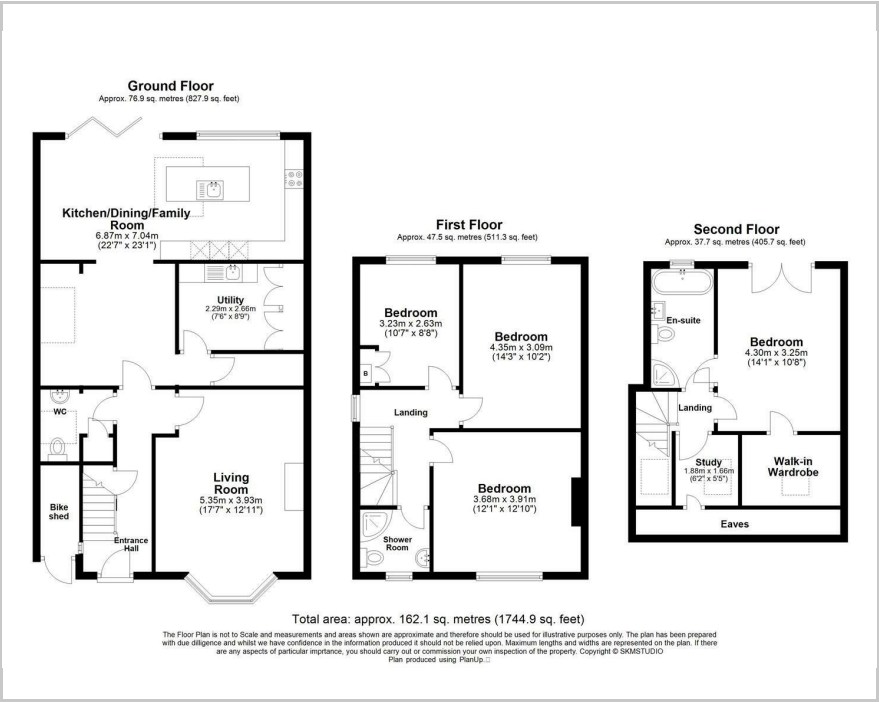 Ground Floor
Approx. 76.9 sq. metres (827.9 sq. feet)
Kitchen/Dining/Family
Room
6.87m x 7.04m
(22'7" x 23'1")
Utility
2.29m x 2.66m
(7'6" x 8'9")
WC
Living
Room
5.35m x 3.93m
(17'7" x 12'11")
Bike
shed
Entrance
Hall
First Floor
Approx. 47.5 sq. metres (511.3 sq. feet)
Bedroom
3.23m x 2.63m
(10'7" x 8'8")
Bedroom
4.35m x 3.09m
(14'3" x 10'2")
B
Landing
Bedroom
3.68m x 3.91m
(12'1" x 12'10")
Shower
Room
Second Floor
Approx. 37.7 sq. metres (405.7 sq. feet)
En-suite
Bedroom
4.30m x 3.25m
(14'1" x 10'8")
Landing
Study
1.88m x 1.66m
(6'2" x 5'5")
Walk-in
Wardrobe
Eaves
Total area: approx. 162.1 sq. metres (1744.9 sq. feet)
The Floor Plan is not to Scale and measurements and areas shown are approximate and therefore should be used for illustrative purposes only. The plan has been prepared
with due diligence and whilst we have confidence in the information produced it should not be relied upon. Maximum lengths and widths are represented on the plan. If there
are any aspects of particular imprtance, you should carry out or commission your own inspection of the property. Copyright © SKMSTUDIO
Plan produced using PlanUp.